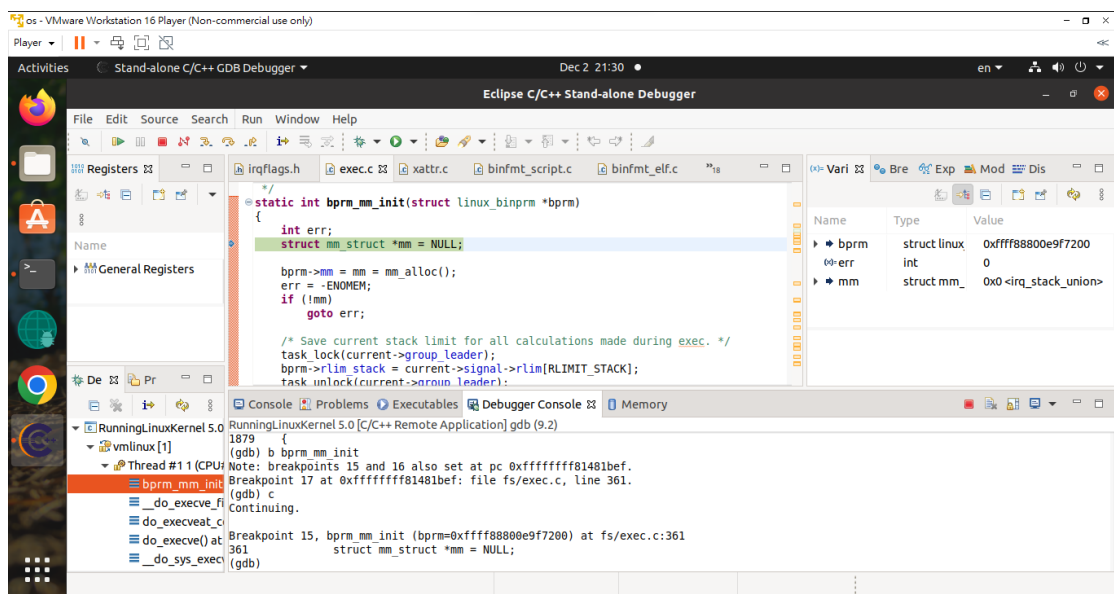 os - VMware Workstation 16 Player (Non-commercial use only)
Player
Activities Stand-alone C/C++ GDB Debugger Dec 2 21:30 en
Eclipse C/C++ Stand-alone Debugger
File Edit Source Search Run Window Help
Registers
Name
General Registers
irqflags.h exec.c xattr.c binfmt_script.c binfmt_elf.c »18
*/
static int bprm_mm_init(struct linux_binprm *bprm)
{
int err;
struct mm_struct *mm = NULL;
bprm->mm = mm = mm_alloc();
err = -ENOMEM;
if (!mm)
goto err;
/* Save current stack limit for all calculations made during exec. */
task_lock(current->group_leader);
bprm->rlim_stack = current->signal->rlim[RLIMIT_STACK];
task_unlock(current->group_leader);
(x)= Vari Bre Exp Mod Dis
Name Type Value
bprm struct linux_ 0xffff88800e9f7200
(x)= err int 0
mm struct mm_ 0x0 <irq_stack_union>
De Pr
RunningLinuxKernel 5.0
vmlinux [1]
Thread #1 1 (CPU#
bprm_mm_init
__do_execve_fi
do_execveat_c
do_execve() at
__do_sys_execv
Console Problems Executables Debugger Console Memory
RunningLinuxKernel 5.0 [C/C++ Remote Application] gdb (9.2)
1879 {
(gdb) b bprm_mm_init
Note: breakpoints 15 and 16 also set at pc 0xffffffff81481bef.
Breakpoint 17 at 0xffffffff81481bef: file fs/exec.c, line 361.
(gdb) c
Continuing.
Breakpoint 15, bprm_mm_init (bprm=0xffff88800e9f7200) at fs/exec.c:361
361 struct mm_struct *mm = NULL;
(gdb)